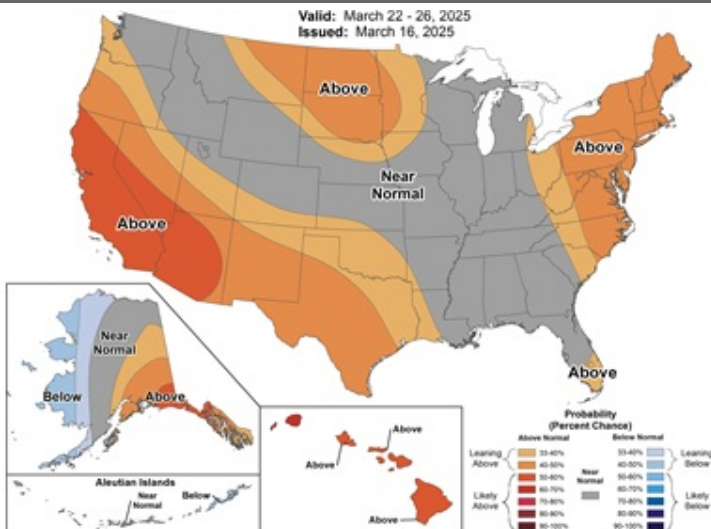 Valid: March 22 - 26, 2025
Issued: March 16, 2025
Above
Above
Near
Normal
Above
Near
Normal
Below
Above
Above
Aleutian Islands
Near
Normal
Below
Above
Above
Above
Probability
(Percent Chance)
Above Normal
Below Normal
Leaning
Above
33-40%
40-50%
Likely
Above
50-60%
60-70%
70-80%
80-90%
90-100%
Near
Normal
33-40%
40-50%
Leaning
Below
50-60%
60-70%
70-80%
80-90%
90-100%
Likely
Below